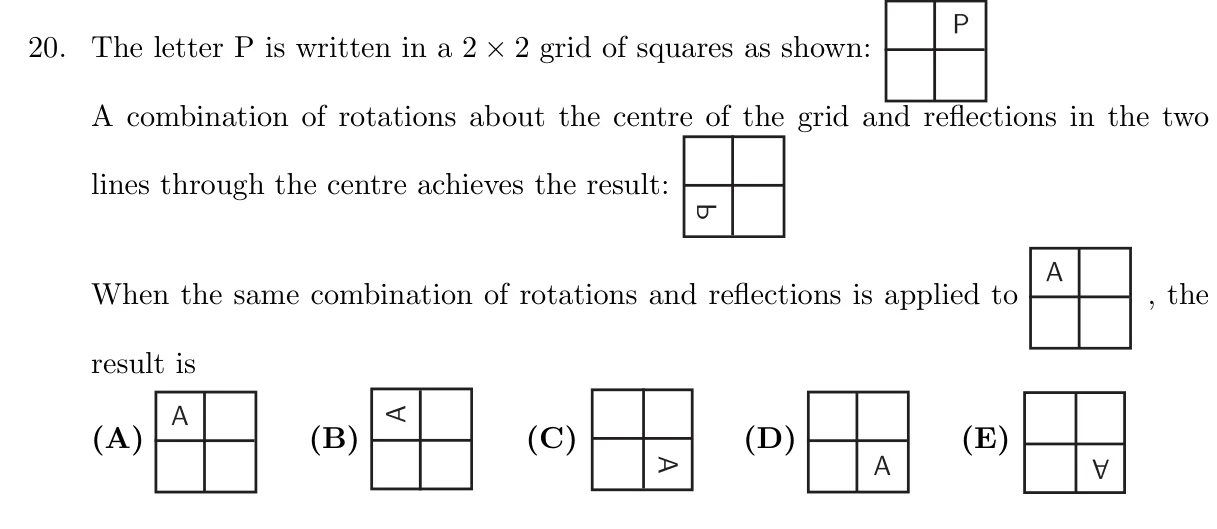 20. The letter P is written in a 2 × 2 grid of squares as shown: P
A combination of rotations about the centre of the grid and reflections in the two
lines through the centre achieves the result: P
When the same combination of rotations and reflections is applied to A , the
result is
(A) A (B) A (C) A (D) A (E) A